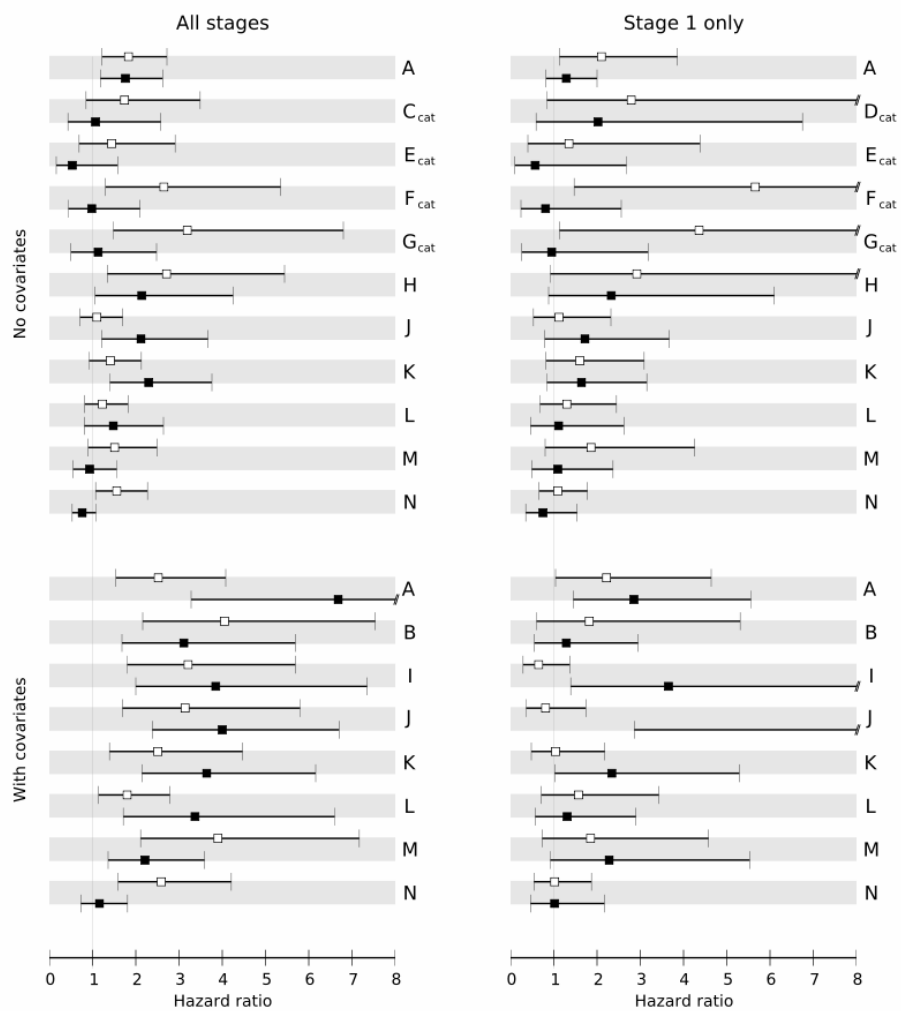 All stages
Stage 1 only
No covariates
A
C cat
E cat
F cat
G cat
H
J
K
L
M
N
A
D cat
E cat
F cat
G cat
H
J
K
L
M
N
With covariates
A
B
I
J
K
L
M
N
A
B
I
J
K
L
M
N
0 1 2 3 4 5 6 7 8
Hazard ratio
0 1 2 3 4 5 6 7 8
Hazard ratio